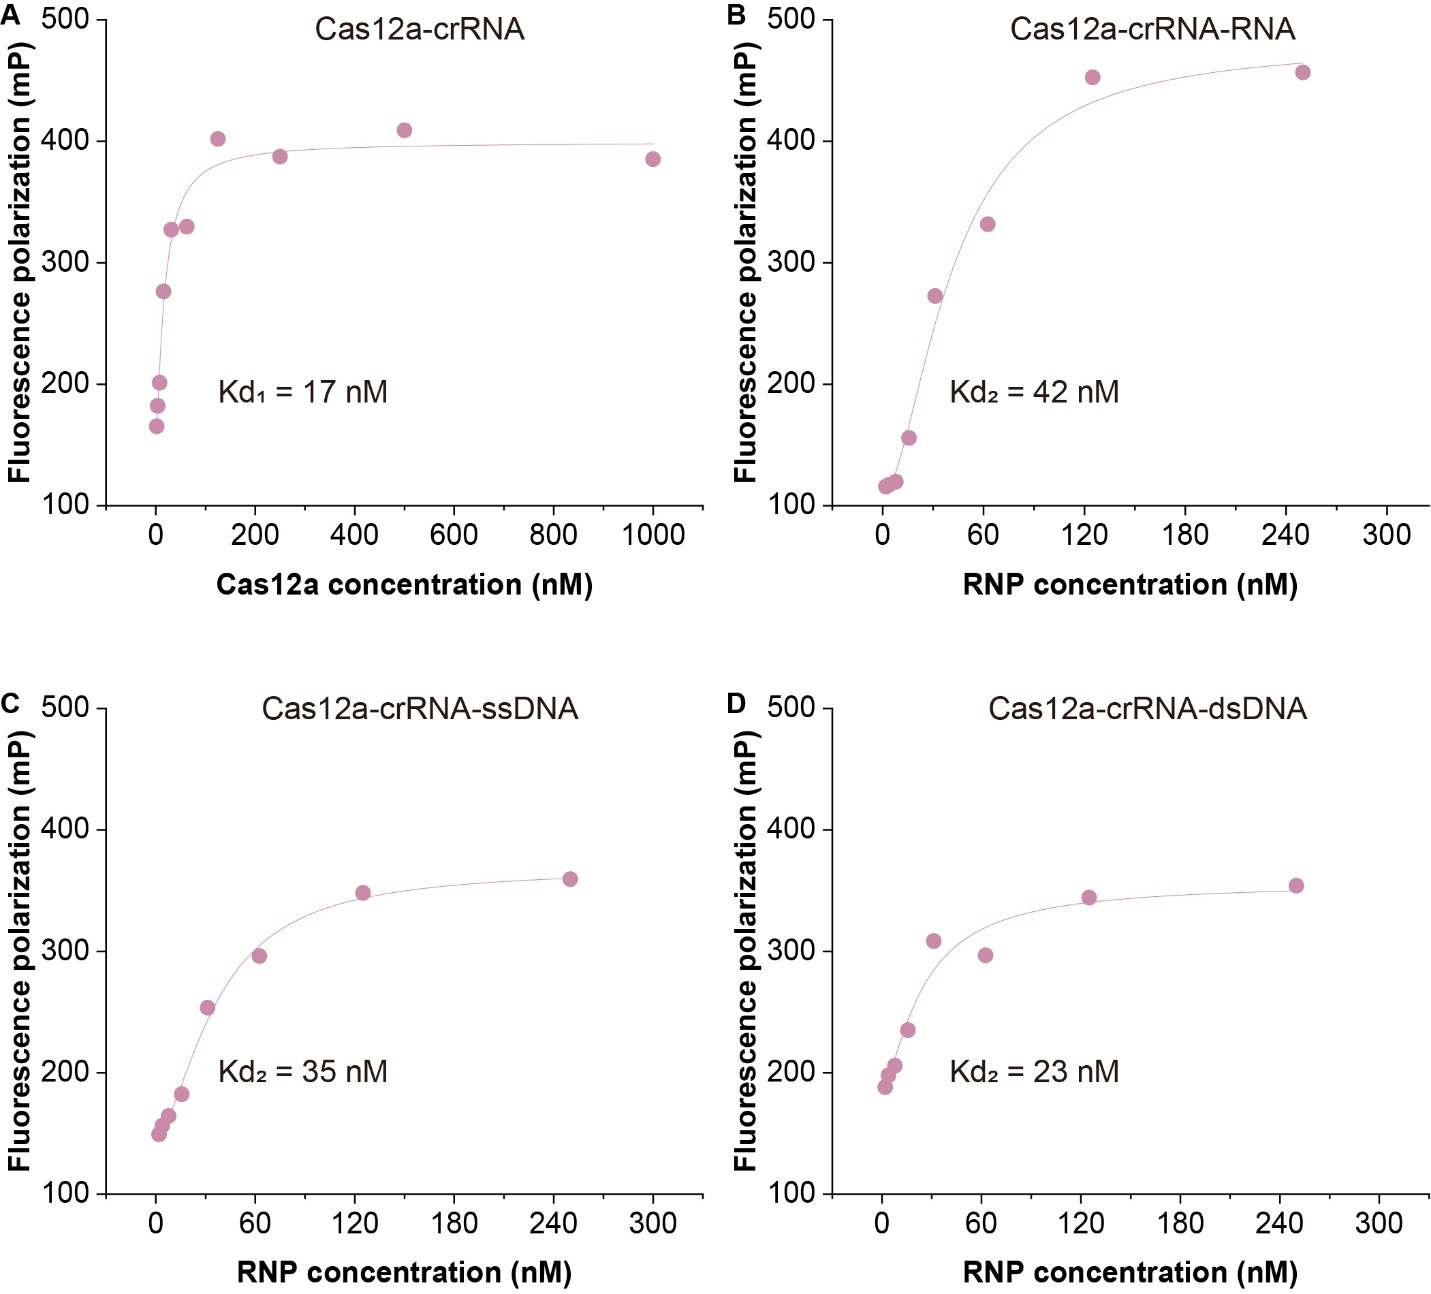 A
Cas12a-crRNA
Fluorescence polarization (mP)
500
400
300
200
100
Kd₁ = 17 nM
0 200 400 600 800 1000
Cas12a concentration (nM)
B
Cas12a-crRNA-RNA
Fluorescence polarization (mP)
500
400
300
200
100
Kd₂ = 42 nM
0 60 120 180 240 300
RNP concentration (nM)
C
Cas12a-crRNA-ssDNA
Fluorescence polarization (mP)
500
400
300
200
100
Kd₂ = 35 nM
0 60 120 180 240 300
RNP concentration (nM)
D
Cas12a-crRNA-dsDNA
Fluorescence polarization (mP)
500
400
300
200
100
Kd₂ = 23 nM
0 60 120 180 240 300
RNP concentration (nM)